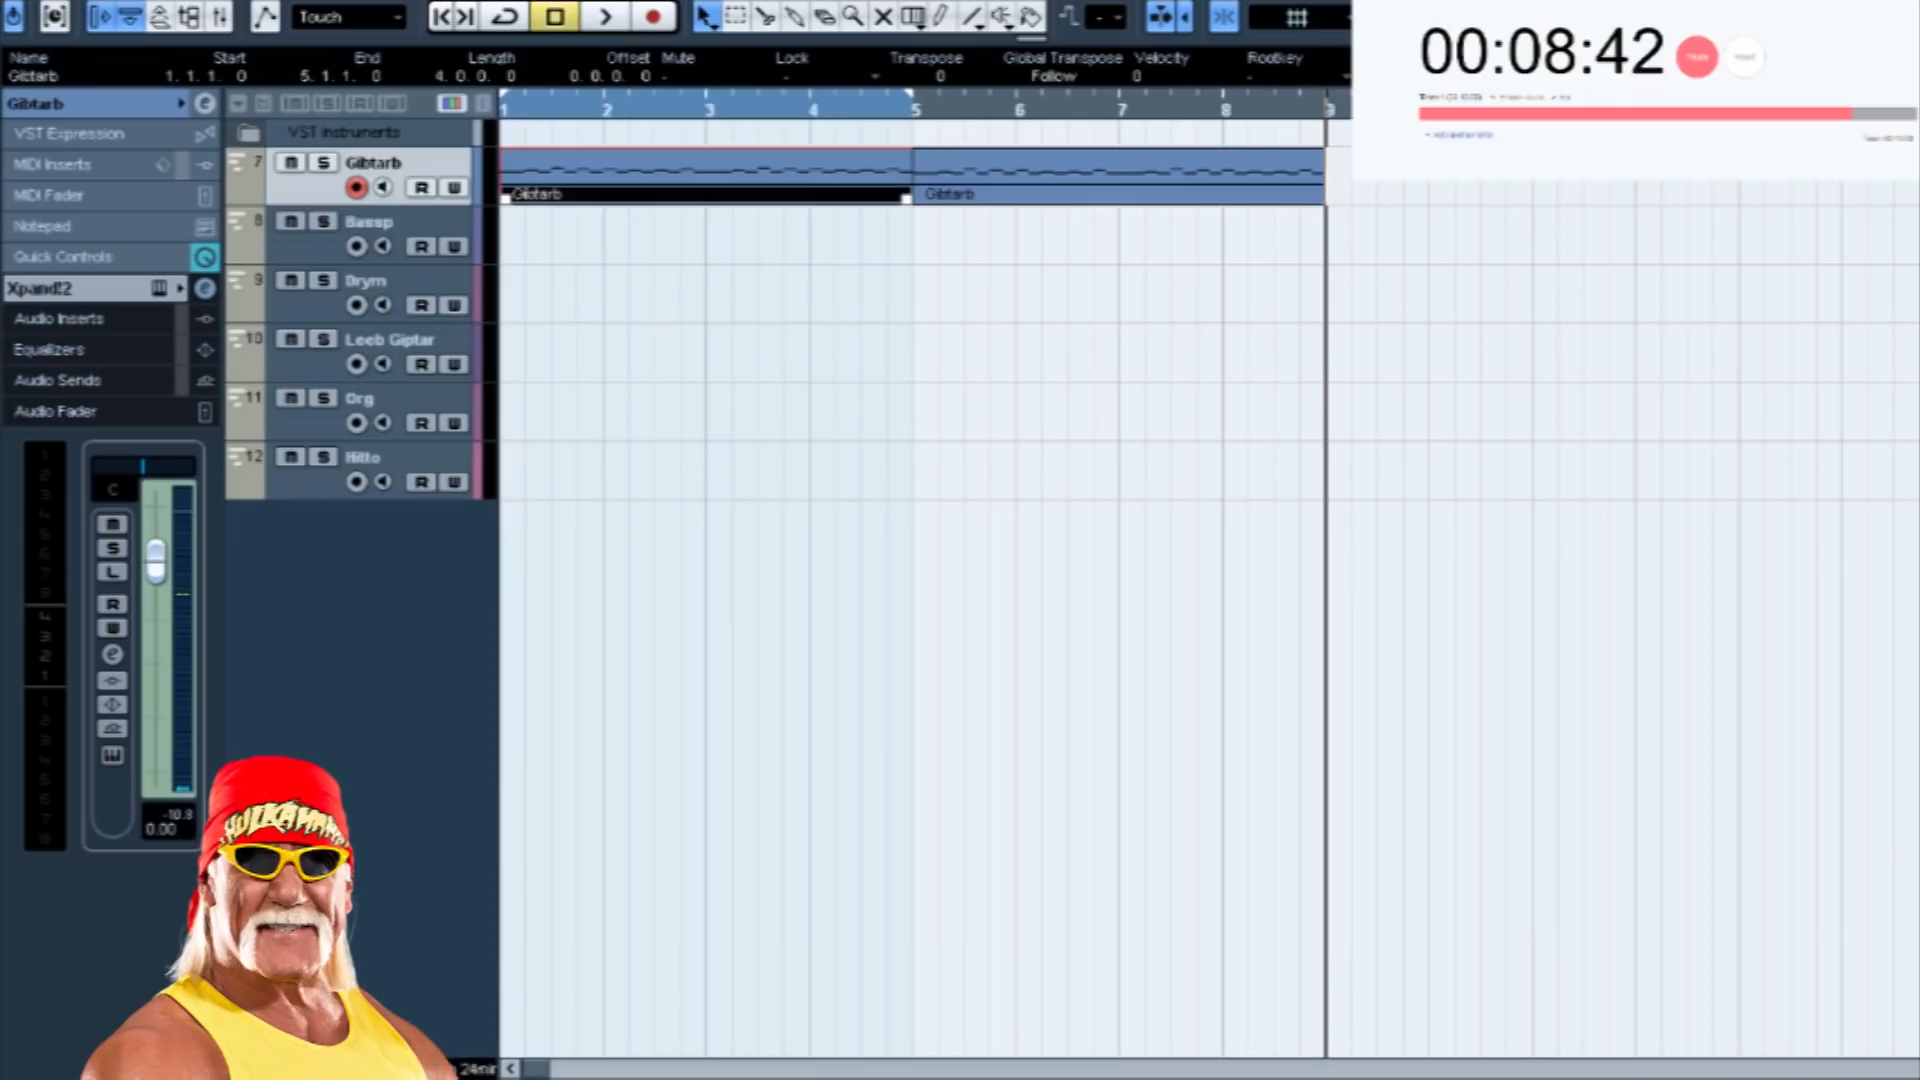 Touch
00:08:42
Name Start End Length Offset Mute Lock Transpose Global Transpose Velocity Rootkey
Gibtarb 1. 1. 1. 0 5. 1. 1. 0 4. 0. 0. 0 0. 0. 0. 0 - - 0 Follow 0 -
Gibtarb
1 2 3 4 5 6 7 8 9
VST Expression
VST Instruments
MIDI Inserts
7 M S Gibtarb
R W
Gibtarb Gibtarb
MIDI Fader
Notepad
8 M S Bassp
R W
Quick Controls
Xpand!2
9 M S Drym
R W
Audio Inserts
Equalizers
10 M S Leeb Giptar
R W
Audio Sends
Audio Fader
11 M S Org
R W
12 M S Hitto
R W
C
M
S
L
R
W
e
-10.8
0.00
HULKAMANIA